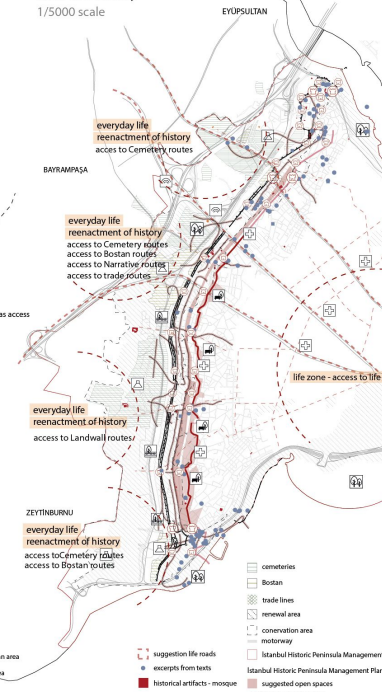 1/5000 scale
EYÜPSULTAN
everyday life
reenactment of history
acces to Cemetery routes
BAYRAMPAŞA
everyday life
reenactment of history
access to Cemetery routes
access to Bostan routes
access to Narrative routes
access to trade routes
as access
life zone - access to life
everyday life
reenactment of history
access to Landwall routes
ZEYTİNBURNU
everyday life
reenactment of history
access toCemetery routes
access to Bostan routes
cemeteries
Bostan
trade lines
renewal area
conervation area
motorway
İstanbul Historic Peninsula Management
İstanbul Historic Peninsula Management Plan
suggested open spaces
an area
ea
suggestion life roads
excerpts from texts
historical artifacts - mosque